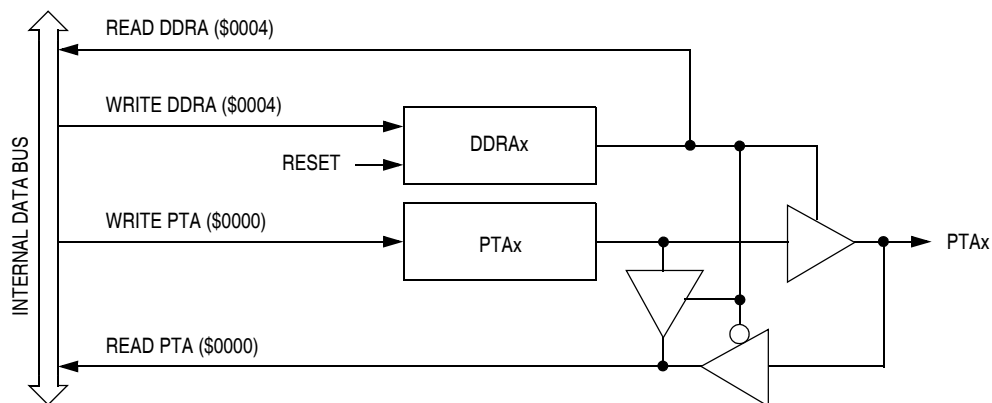 READ DDRA ($0004)
WRITE DDRA ($0004)
DDRAx
RESET
INTERNAL DATA BUS
WRITE PTA ($0000)
PTAx
PTAx
READ PTA ($0000)